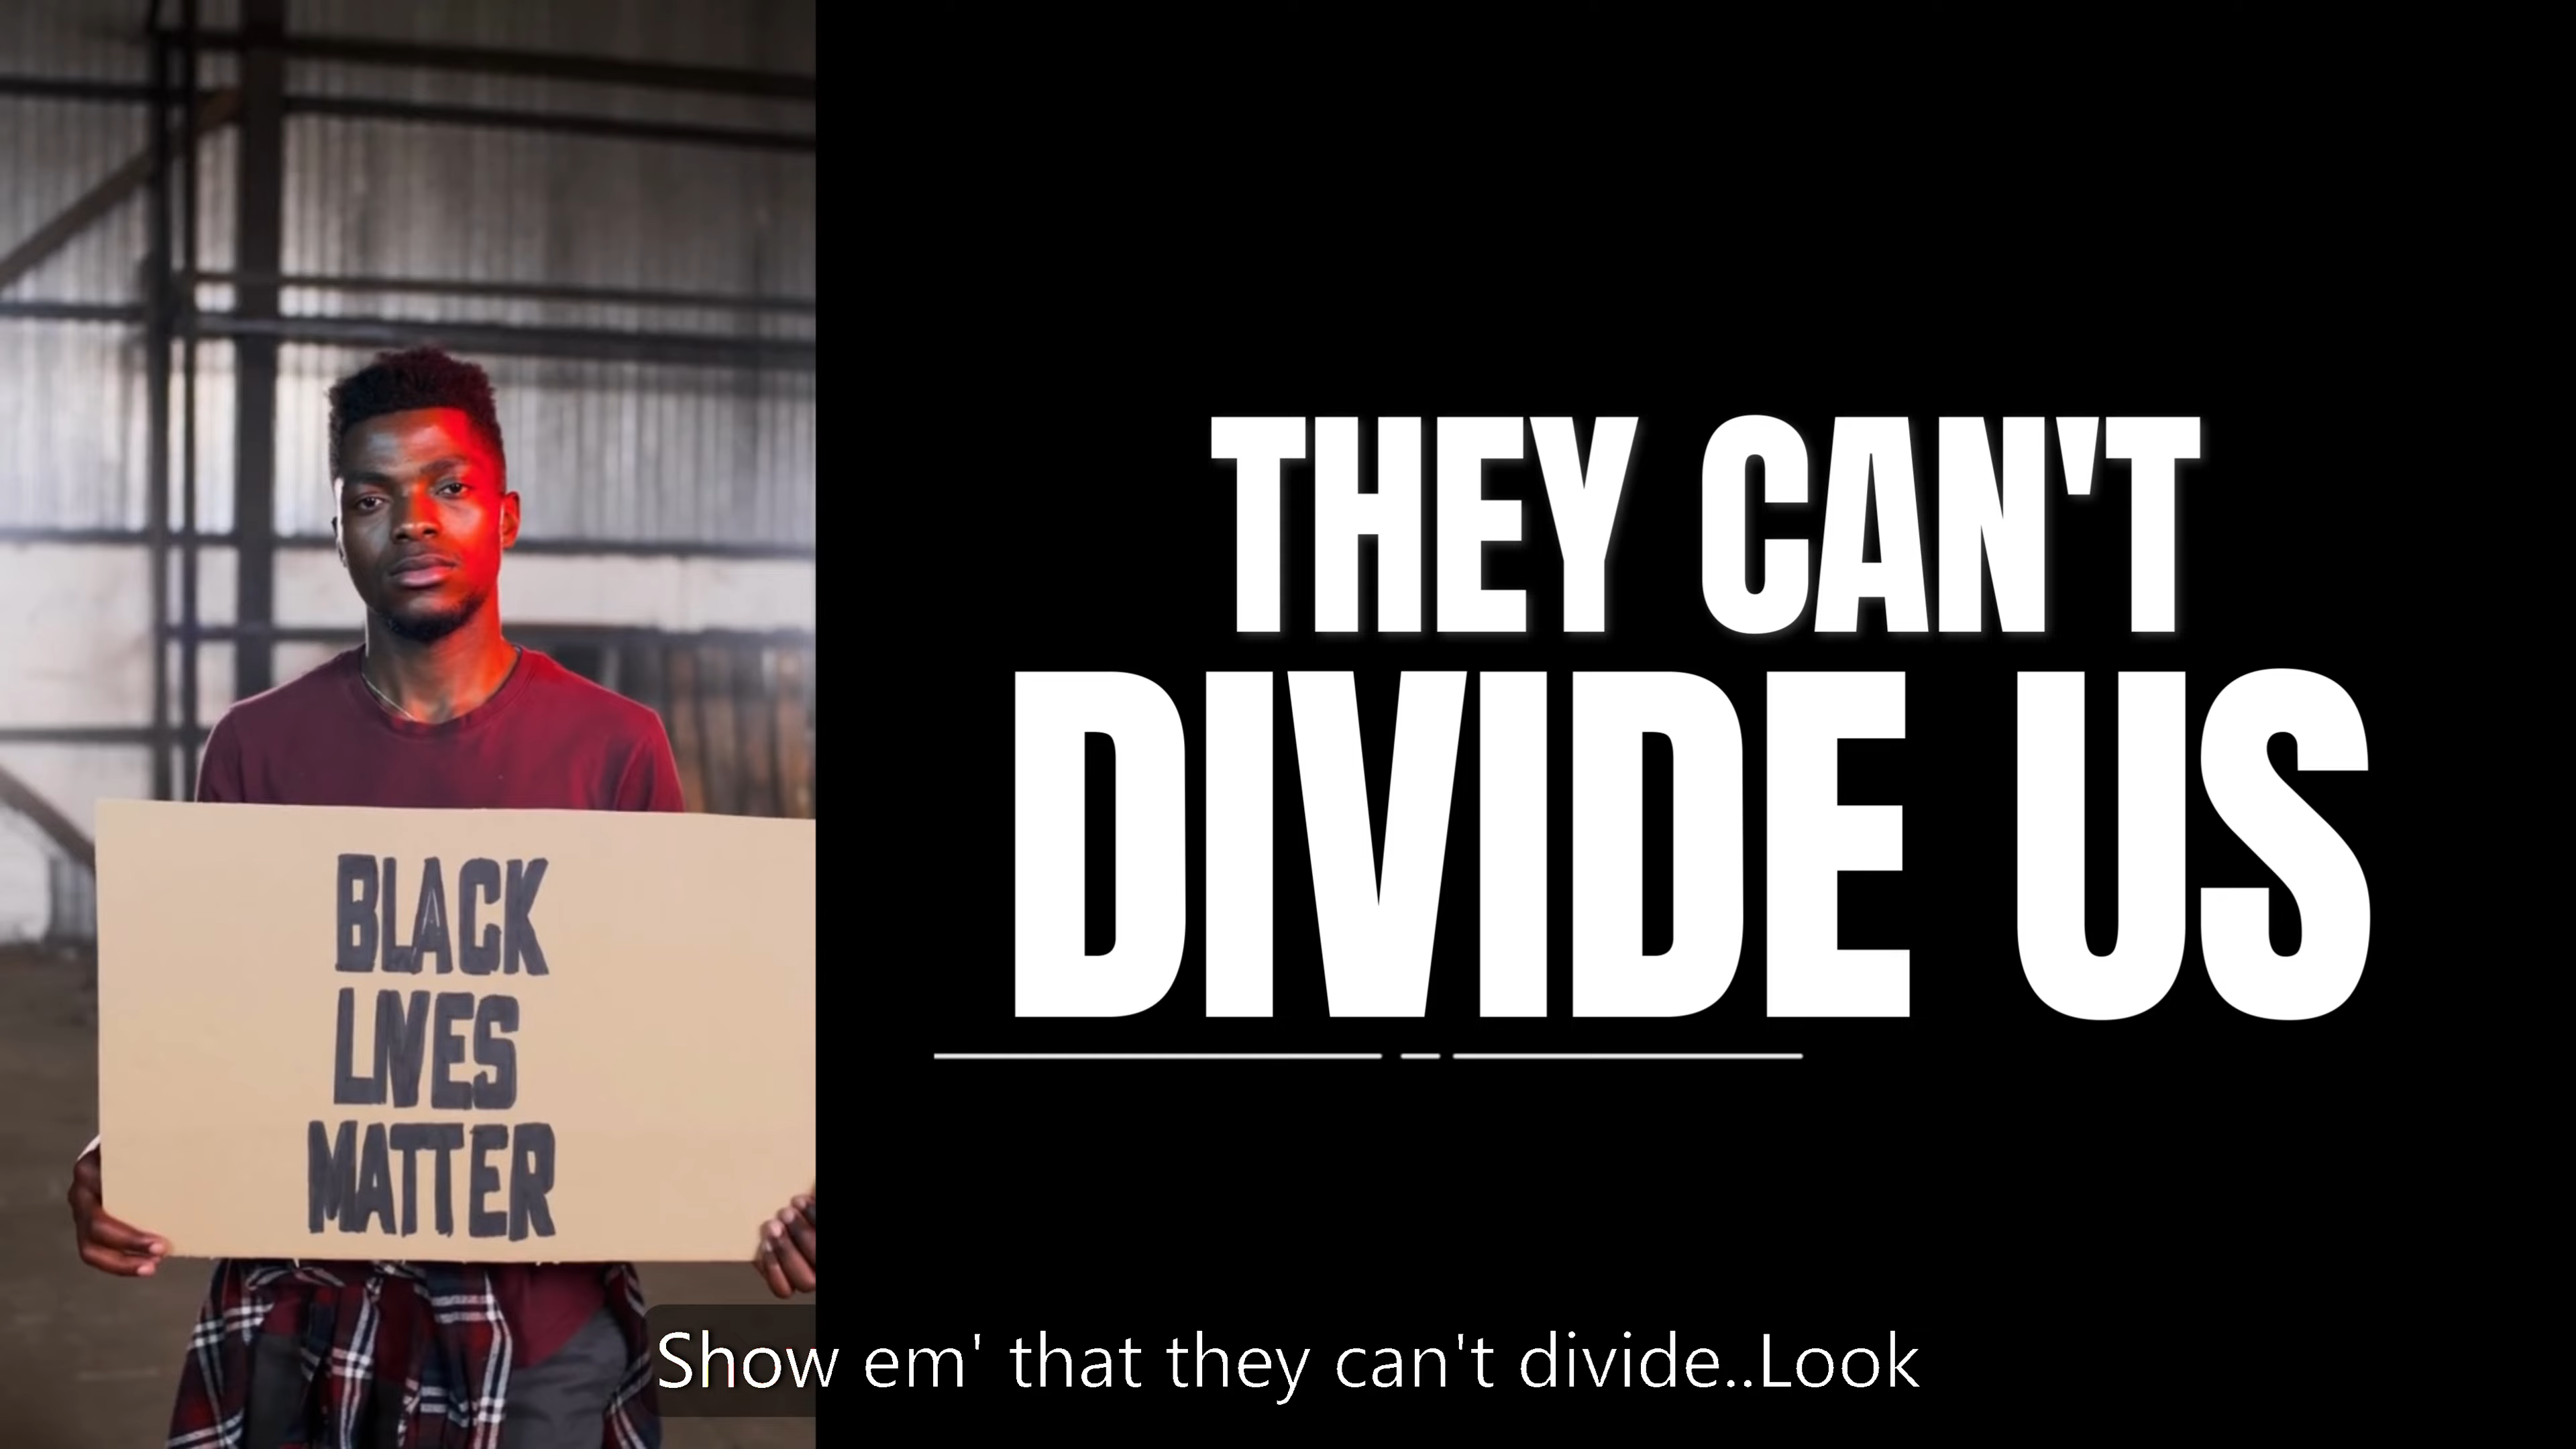 BLACK
LIVES
MATTER
THEY CAN'T
DIVIDE US
Show em' that they can't divide..Look